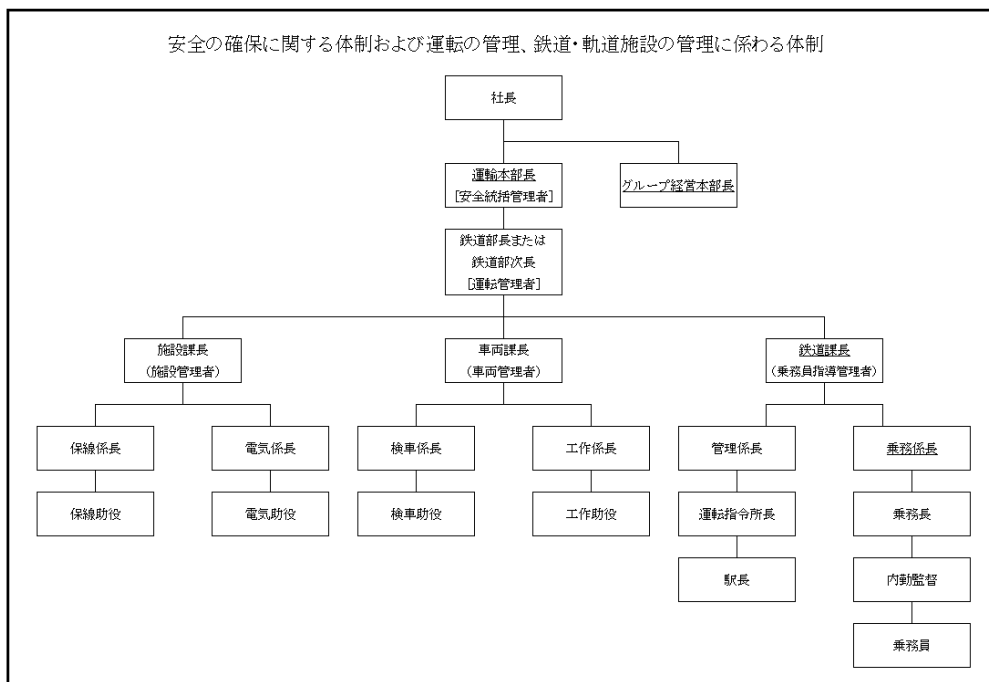 安全の確保に関する体制および運転の管理、鉄道・軌道施設の管理に係わる体制
社長
運輸本部長
[安全統括管理者]
グループ経営本部長
鉄道部長または
鉄道部次長
[運転管理者]
施設課長
(施設管理者)
車両課長
(車両管理者)
鉄道課長
(乗務員指導管理者)
保線係長
電気係長
検車係長
工作係長
管理係長
乗務係長
保線助役
電気助役
検車助役
工作助役
運転指令所長
乗務長
駅長
内勤監督
乗務員